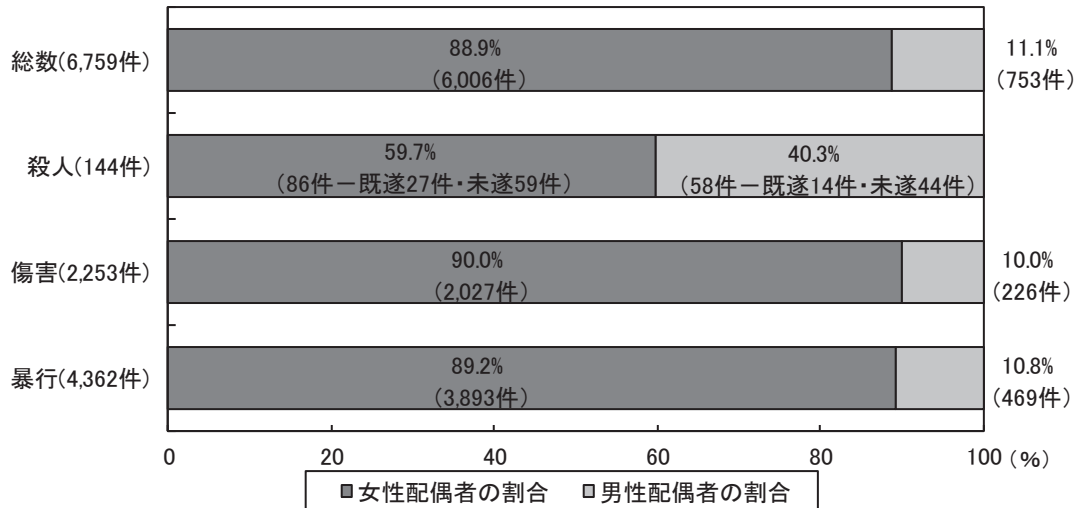 総数(6,759件)
88.9%
(6,006件)
11.1%
(753件)
殺人(144件)
59.7%
(86件－既遂27件・未遂59件)
40.3%
(58件－既遂14件・未遂44件)
傷害(2,253件)
90.0%
(2,027件)
10.0%
(226件)
暴行(4,362件)
89.2%
(3,893件)
10.8%
(469件)
0 20 40 60 80 100 (%)
■女性配偶者の割合 ■男性配偶者の割合